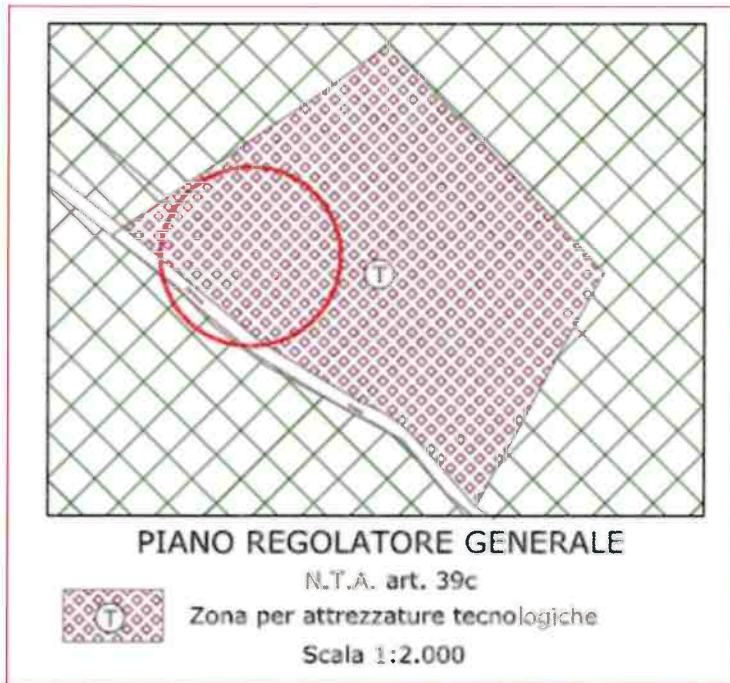 T
PIANO REGOLATORE GENERALE
N.T.A. art. 39c
T
Zona per attrezzature tecnologiche
Scala 1:2.000